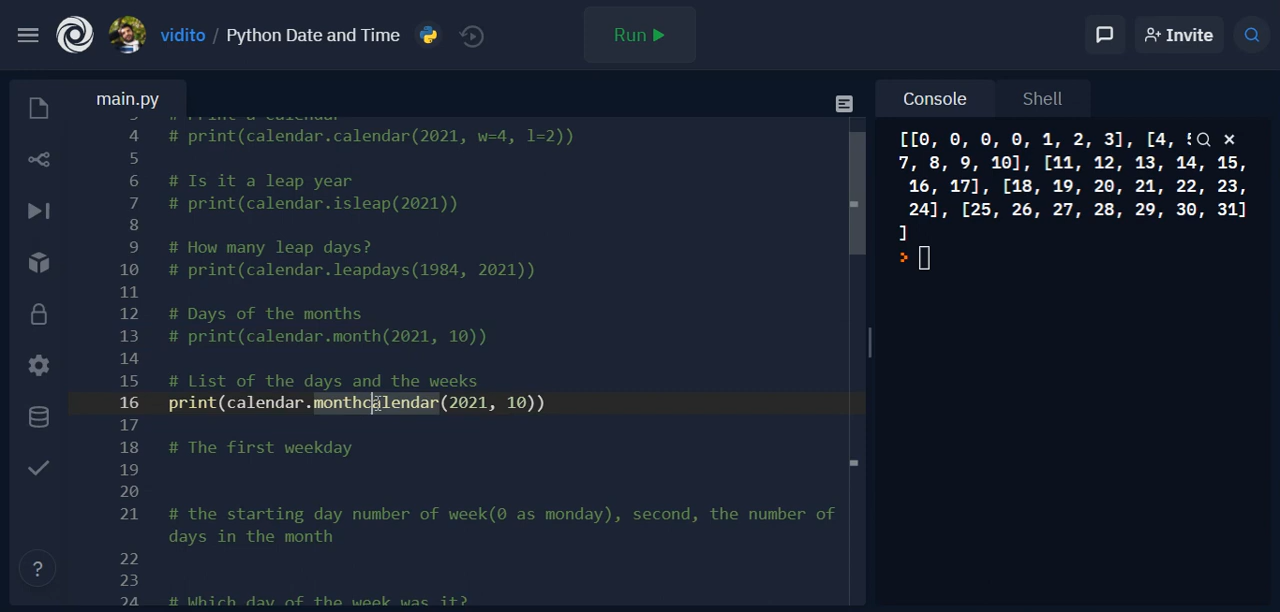 vidito / Python Date and Time
Run
Invite
main.py
Console
Shell
3 # Print a calendar
4 # print(calendar.calendar(2021, w=4, l=2))
5
6 # Is it a leap year
7 # print(calendar.isleap(2021))
8
9 # How many leap days?
10 # print(calendar.leapdays(1984, 2021))
11
12 # Days of the months
13 # print(calendar.month(2021, 10))
14
15 # List of the days and the weeks
16 print(calendar.monthcalendar(2021, 10))
17
18 # The first weekday
19
20
21 # the starting day number of week(0 as monday), second, the number of
days in the month
22
23
24 # Which day of the week was it?
?
[[0, 0, 0, 0, 1, 2, 3], [4,
7, 8, 9, 10], [11, 12, 13, 14, 15,
16, 17], [18, 19, 20, 21, 22, 23,
24], [25, 26, 27, 28, 29, 30, 31]
]
>